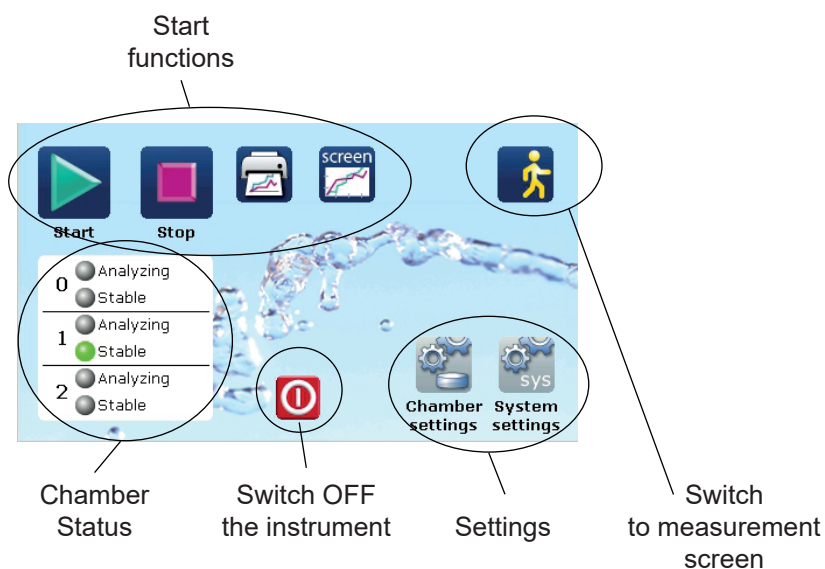 Start
functions
screen
Start
Stop
0
Analyzing
Stable
1
Analyzing
Stable
2
Analyzing
Stable
sys
Chamber
settings
System
settings
Chamber
Status
Switch OFF
the instrument
Settings
Switch
to measurement
screen